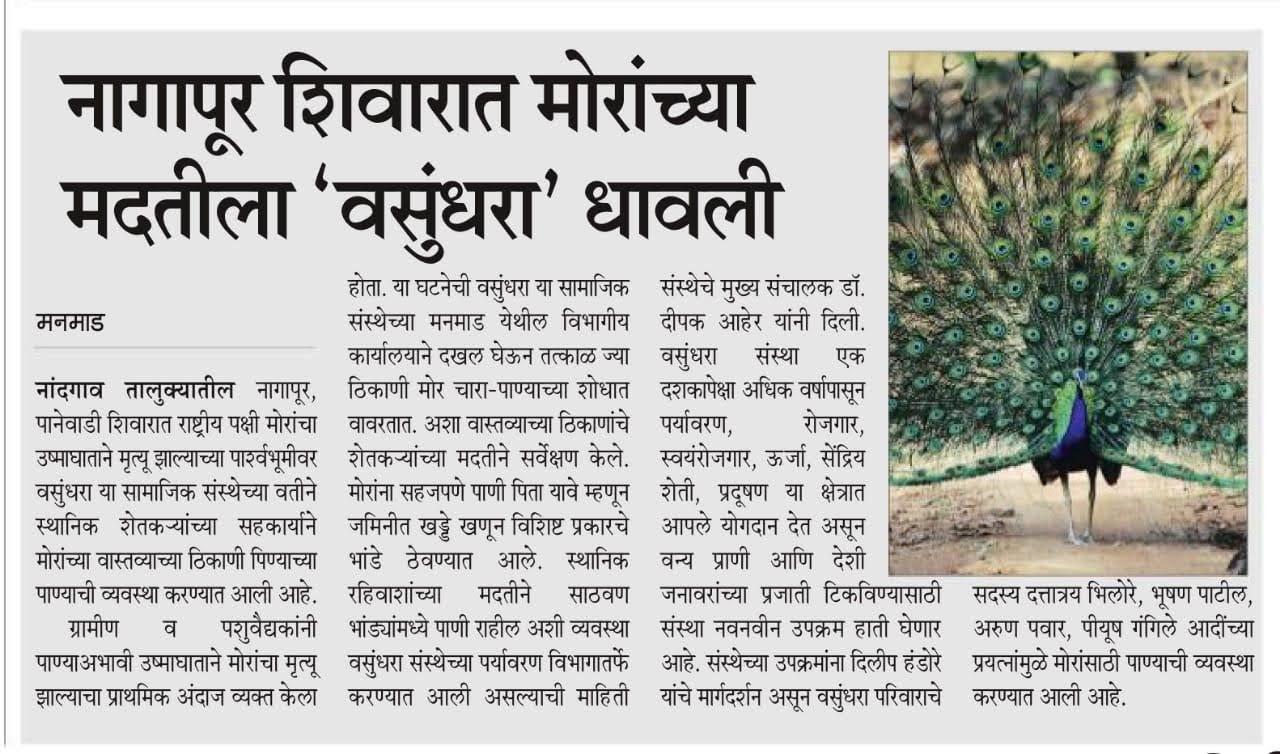 नागापूर शिवारात मोरांच्या
मदतीला ‘वसुंधरा’ धावली
मनमाड
नांदगाव तालुक्यातील नागापूर,
पानेवाडी शिवारात राष्ट्रीय पक्षी मोरांचा
उष्माघाताने मृत्यू झाल्याच्या पार्श्वभूमीवर
वसुंधरा या सामाजिक संस्थेच्या वतीने
स्थानिक शेतकऱ्यांच्या सहकार्याने
मोरांच्या वास्तव्याच्या ठिकाणी पिण्याच्या
पाण्याची व्यवस्था करण्यात आली आहे.
ग्रामीण व पशुवैद्यकांनी
पाण्याअभावी उष्माघाताने मोरांचा मृत्यू
झाल्याचा प्राथमिक अंदाज व्यक्त केला
होता. या घटनेची वसुंधरा या सामाजिक
संस्थेच्या मनमाड येथील विभागीय
कार्यालयाने दखल घेऊन तत्काळ ज्या
ठिकाणी मोर चारा-पाण्याच्या शोधात
वावरतात. अशा वास्तव्याच्या ठिकाणांचे
शेतकऱ्यांच्या मदतीने सर्वेक्षण केले.
मोरांना सहजपणे पाणी पिता यावे म्हणून
जमिनीत खड्डे खणून विशिष्ट प्रकारचे
भांडे ठेवण्यात आले. स्थानिक
रहिवाशांच्या मदतीने साठवण
भांड्यांमध्ये पाणी राहील अशी व्यवस्था
वसुंधरा संस्थेच्या पर्यावरण विभागातर्फे
करण्यात आली असल्याची माहिती
संस्थेचे मुख्य संचालक डॉ.
दीपक आहेर यांनी दिली.
वसुंधरा संस्था एक
दशकापेक्षा अधिक वर्षापासून
पर्यावरण, रोजगार,
स्वयंरोजगार, ऊर्जा, सेंद्रिय
शेती, प्रदूषण या क्षेत्रात
आपले योगदान देत असून
वन्य प्राणी आणि देशी
जनावरांच्या प्रजाती टिकविण्यासाठी
संस्था नवनवीन उपक्रम हाती घेणार
आहे. संस्थेच्या उपक्रमांना दिलीप हंडोरे
यांचे मार्गदर्शन असून वसुंधरा परिवाराचे
सदस्य दत्तात्रय भिलोरे, भूषण पाटील,
अरुण पवार, पीयूष गंगिले आदींच्या
प्रयत्नांमुळे मोरांसाठी पाण्याची व्यवस्था
करण्यात आली आहे.